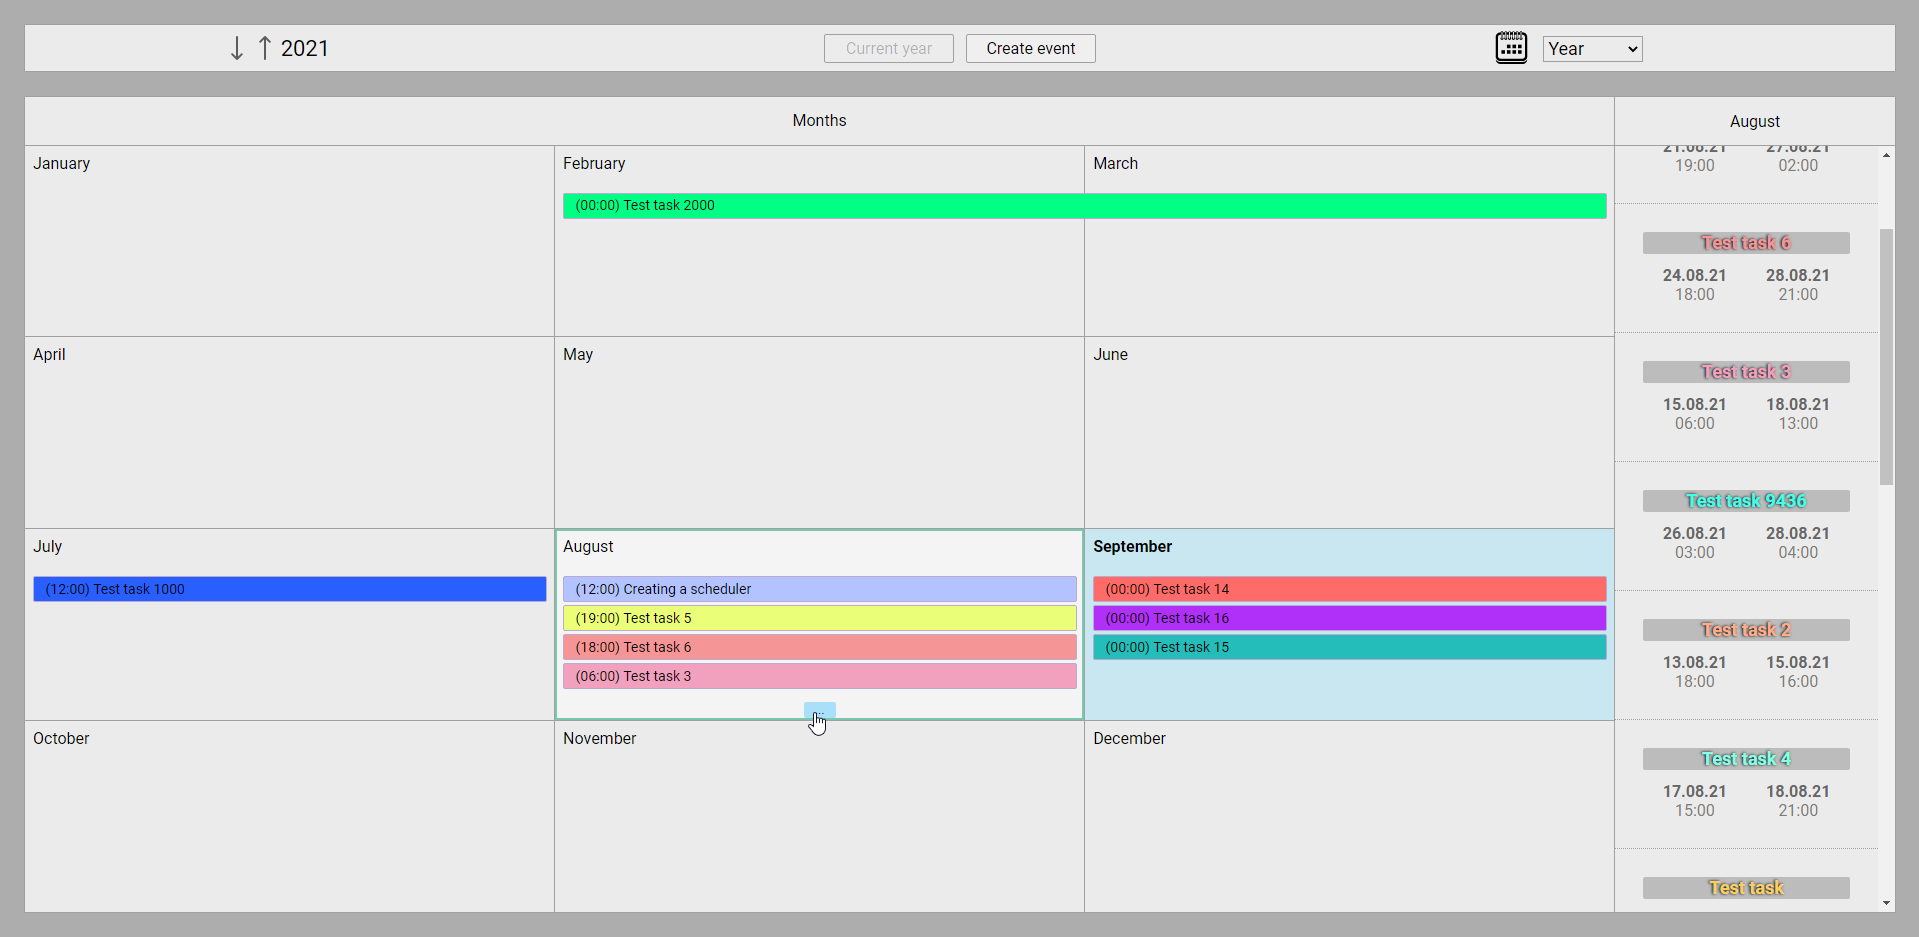 2021
Current year
Create event
Year
Months
August
January
February
March
(00:00) Test task 2000
April
May
June
July
August
September
(12:00) Test task 1000
(12:00) Creating a scheduler
(19:00) Test task 5
(18:00) Test task 6
(06:00) Test task 3
...
(00:00) Test task 14
(00:00) Test task 16
(00:00) Test task 15
October
November
December
21.08.21 27.08.21
19:00 02:00
Test task 6
24.08.21 28.08.21
18:00 21:00
Test task 3
15.08.21 18.08.21
06:00 13:00
Test task 9436
26.08.21 28.08.21
03:00 04:00
Test task 2
13.08.21 15.08.21
18:00 16:00
Test task 4
17.08.21 18.08.21
15:00 21:00
Test task